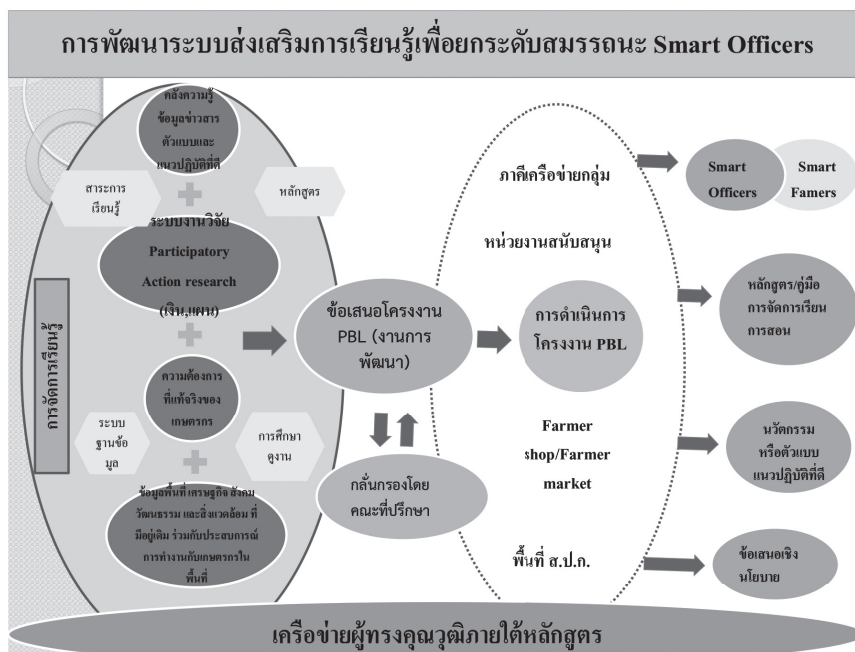 การพัฒนาระบบส่งเสริมการเรียนรู้เพื่อยกระดับสมรรถนะ Smart Officers
คลังความรู้
ข้อมูลข่าวสาร
ตัวแบบและ
แนวปฏิบัติที่ดี
สาระการ
เรียนรู้
หลักสูตร
ระบบงานวิจัย
Participatory
Action research
(เงิน,แผน)
การจัดการเรียนรู้
ความต้องการ
ที่แท้จริงของ
เกษตรกร
ระบบ
ฐานข้อ
มูล
การศึกษา
ดูงาน
ข้อมูลพื้นที่ เศรษฐกิจ สังคม
วัฒนธรรม และสิ่งแวดล้อม ที่
มีอยู่เดิม ร่วมกับประสบการณ์
การทำงานกับเกษตรกรใน
พื้นที่
ข้อเสนอโครงงาน
PBL (งานการ
พัฒนา)
กลั่นกรองโดย
คณะที่ปรึกษา
ภาคีเครือข่ายกลุ่ม
หน่วยงานสนับสนุน
การดำเนินการ
โครงงาน PBL
Farmer
shop/Farmer
market
พื้นที่ ส.ป.ก.
Smart
Officers
Smart
Famers
หลักสูตร/คู่มือ
การจัดการเรียน
การสอน
นวัตกรรม
หรือตัวแบบ
แนวปฏิบัติที่ดี
ข้อเสนอเชิง
นโยบาย
เครือข่ายผู้ทรงคุณวุฒิภายใต้หลักสูตร